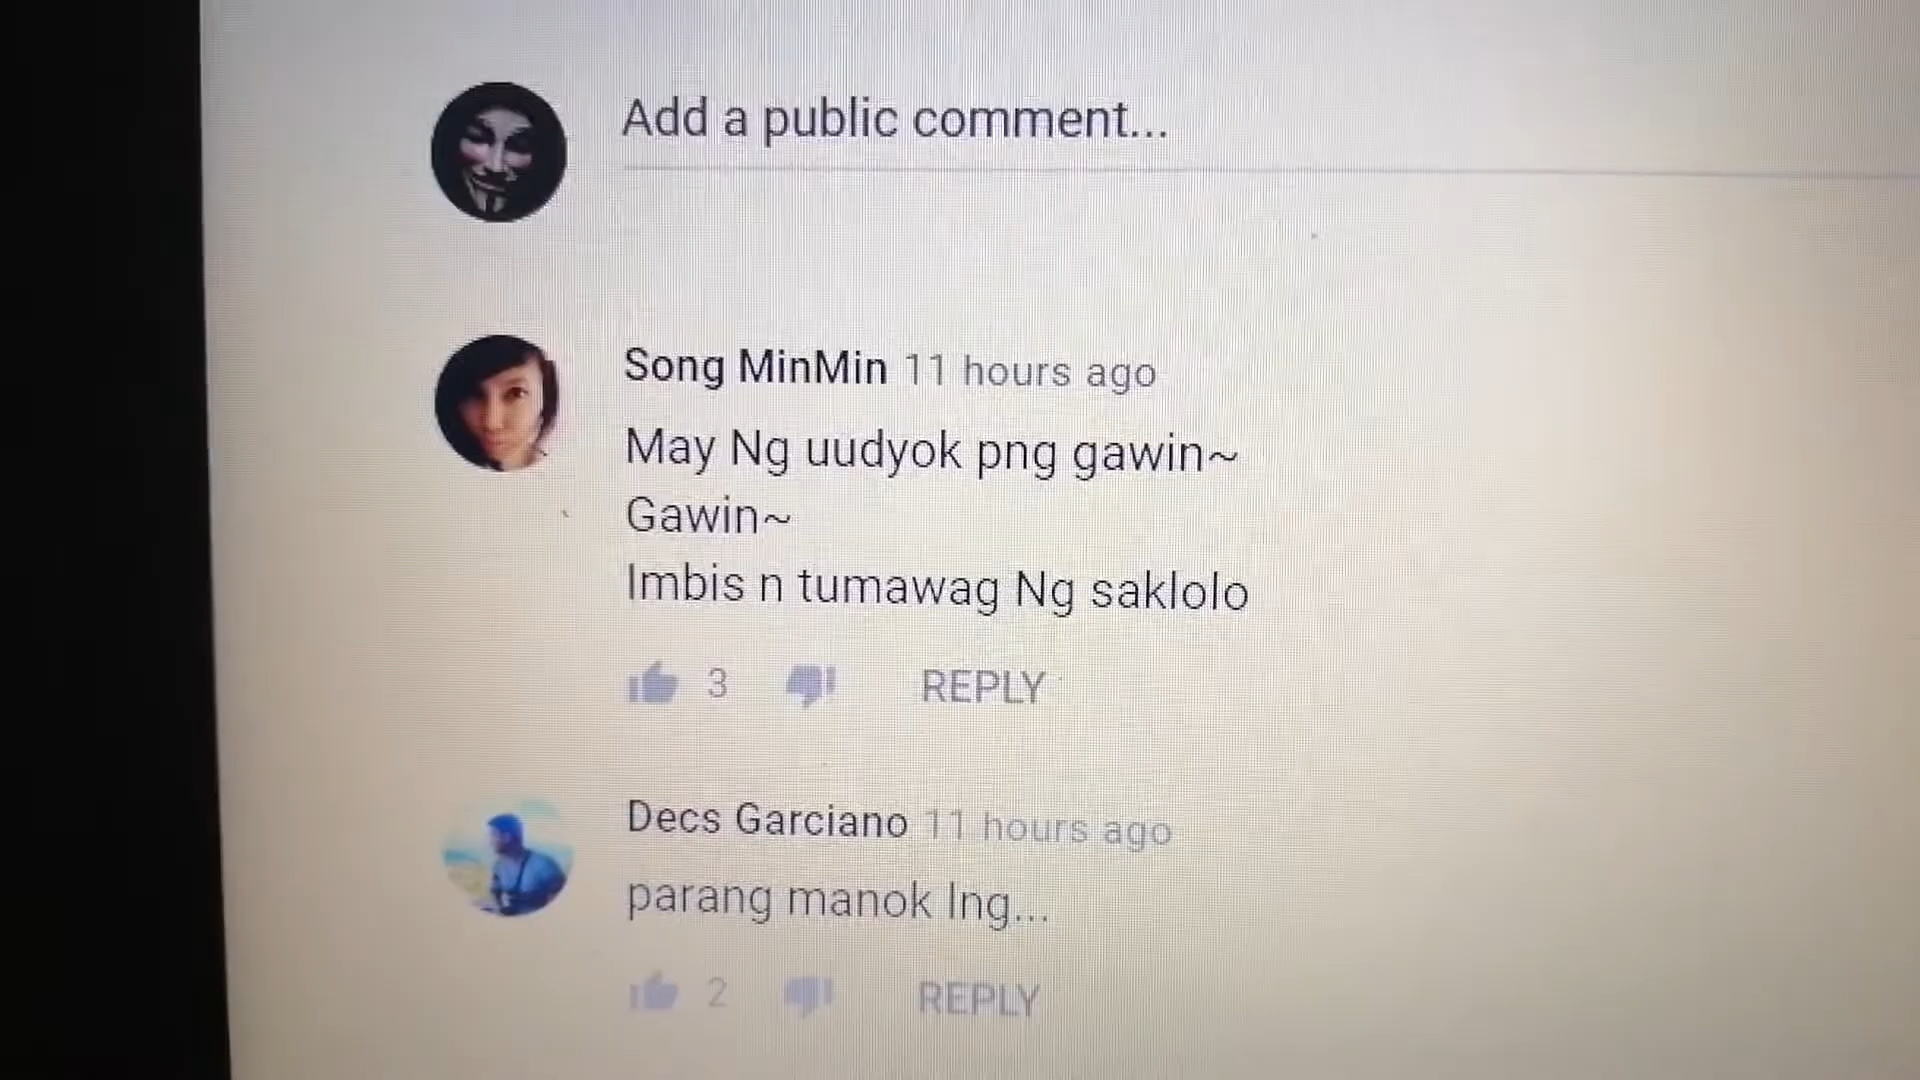 Add a public comment...
Song MinMin 11 hours ago
May Ng uudyok png gawin~
Gawin~
Imbis n tumawag Ng saklolo
3 REPLY
Decs Garciano 11 hours ago
parang manok lng...
2 REPLY